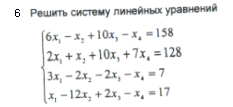 6 Решить систему линейных уравнений
6x₁ − x₂ + 10x₃ − x₄ = 158
2x₁ + x₂ + 10x₃ + 7x₄ = 128
3x₁ − 2x₂ − 2x₃ − x₄ = 7
x₁ − 12x₂ + 2x₃ − x₄ = 17